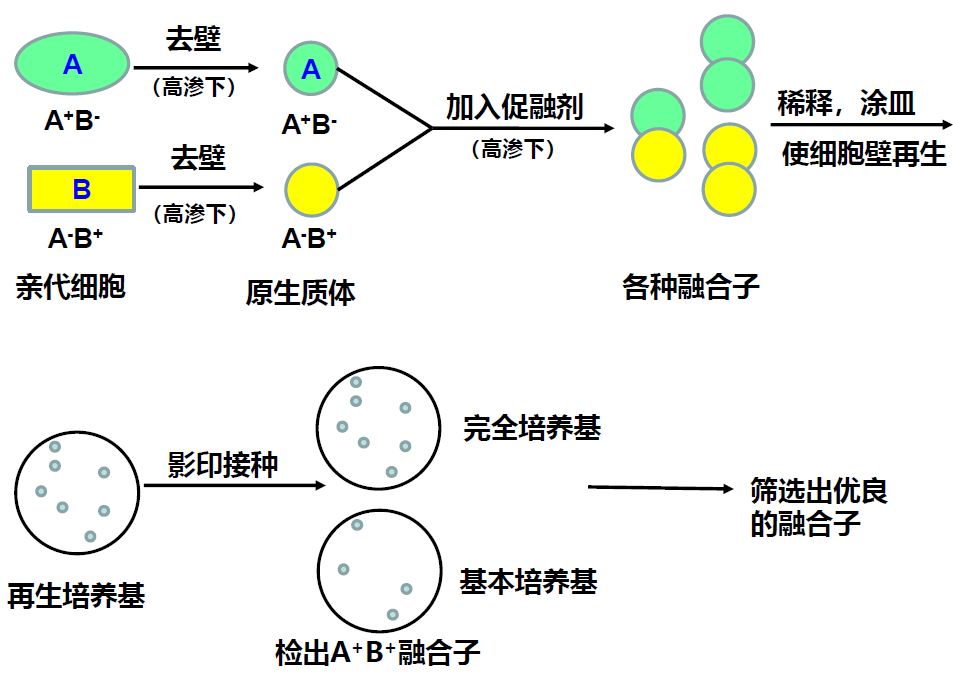 去壁
A
(高渗下)
A⁺B⁻
A
A⁺B⁻
加入促融剂
(高渗下)
稀释，涂皿
使细胞壁再生
去壁
B
(高渗下)
A⁻B⁺
A⁻B⁺
亲代细胞
原生质体
各种融合子
完全培养基
影印接种
筛选出优良
的融合子
再生培养基
基本培养基
检出A⁺B⁺融合子